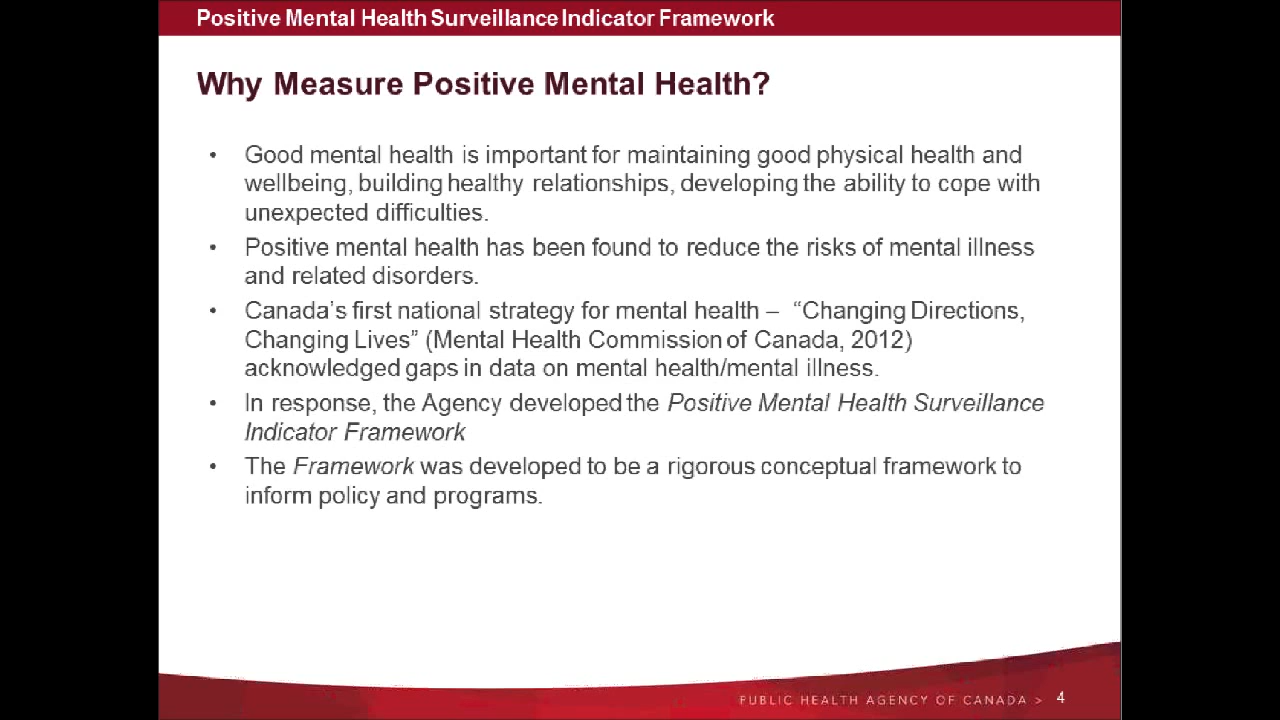 Positive Mental Health Surveillance Indicator Framework
Why Measure Positive Mental Health?
• Good mental health is important for maintaining good physical health and
wellbeing, building healthy relationships, developing the ability to cope with
unexpected difficulties.
• Positive mental health has been found to reduce the risks of mental illness
and related disorders.
• Canada’s first national strategy for mental health – “Changing Directions,
Changing Lives” (Mental Health Commission of Canada, 2012)
acknowledged gaps in data on mental health/mental illness.
• In response, the Agency developed the Positive Mental Health Surveillance
Indicator Framework
• The Framework was developed to be a rigorous conceptual framework to
inform policy and programs.
PUBLIC HEALTH AGENCY OF CANADA > 4